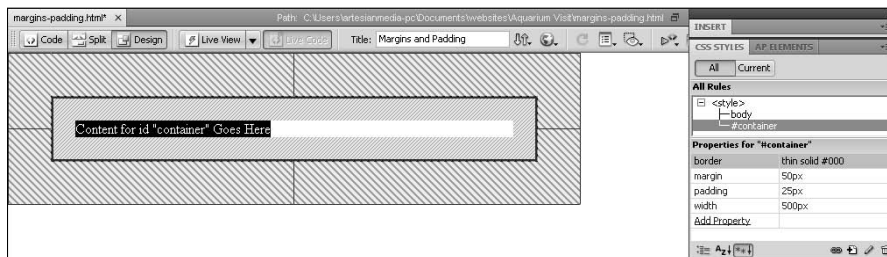 margins-padding.html* × Path: C:\Users\artesianmedia-pc\Documents\websites\Aquarium Visit\margins-padding.html
Code Split Design Live View Live Code Title: Margins and Padding
Content for id "container" Goes Here
INSERT
CSS STYLES AP ELEMENTS
All Current
All Rules
<style>
body
#container
Properties for "#container"
border thin solid #000
margin 50px
padding 25px
width 500px
Add Property